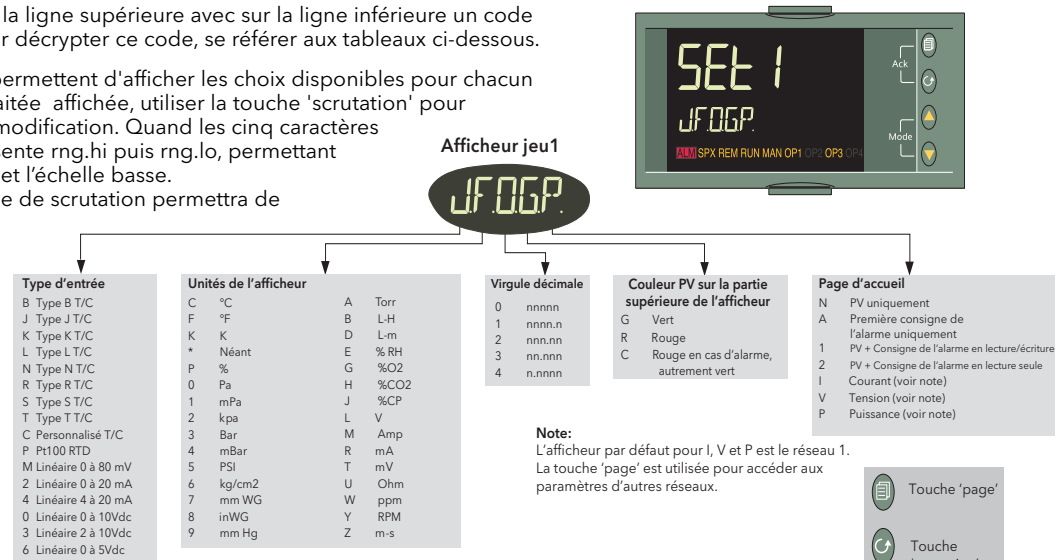 la ligne supérieure avec sur la ligne inférieure un code
r décrypter ce code, se référer aux tableaux ci-dessous.
permettent d'afficher les choix disponibles pour chacun
aitée affichée, utiliser la touche 'scrutation' pour
modification. Quand les cinq caractères
sente rng.hi puis rng.lo, permettant
et l'échelle basse.
e de scrutation permettra de
SEt 1
J.F.0.G.P.
ALM SPX REM RUN MAN OP1 OP2 OP3 OP4
Ack
Mode
Afficheur jeu1
J.F.0.G.P.
Type d'entrée
B Type B T/C
J Type J T/C
K Type K T/C
L Type L T/C
N Type N T/C
R Type R T/C
S Type S T/C
T Type T T/C
C Personnalisé T/C
P Pt100 RTD
M Linéaire 0 à 80 mV
2 Linéaire 0 à 20 mA
4 Linéaire 4 à 20 mA
0 Linéaire 0 à 10Vdc
3 Linéaire 2 à 10Vdc
6 Linéaire 0 à 5Vdc
Unités de l'afficheur
C °C
F °F
K K
* Néant
P %
0 Pa
1 mPa
2 kpa
3 Bar
4 mBar
5 PSI
6 kg/cm2
7 mm WG
8 inWG
9 mm Hg
A Torr
B L-H
D L-m
E % RH
G %O2
H %CO2
J %CP
L V
M Amp
R mA
T mV
U Ohm
W ppm
Y RPM
Z m-s
Virgule décimale
0 nnnnn
1 nnnn.n
2 nnn.nn
3 nn.nnn
4 n.nnnn
Couleur PV sur la partie
supérieure de l'afficheur
G Vert
R Rouge
C Rouge en cas d'alarme,
autrement vert
Page d'accueil
N PV uniquement
A Première consigne de
l'alarme uniquement
1 PV + Consigne de l'alarme en lecture/écriture
2 PV + Consigne de l'alarme en lecture seule
I Courant (voir note)
V Tension (voir note)
P Puissance (voir note)
Note:
L'afficheur par défaut pour I, V et P est le réseau 1.
La touche 'page' est utilisée pour accéder aux
paramètres d'autres réseaux.
Touche 'page'
Touche